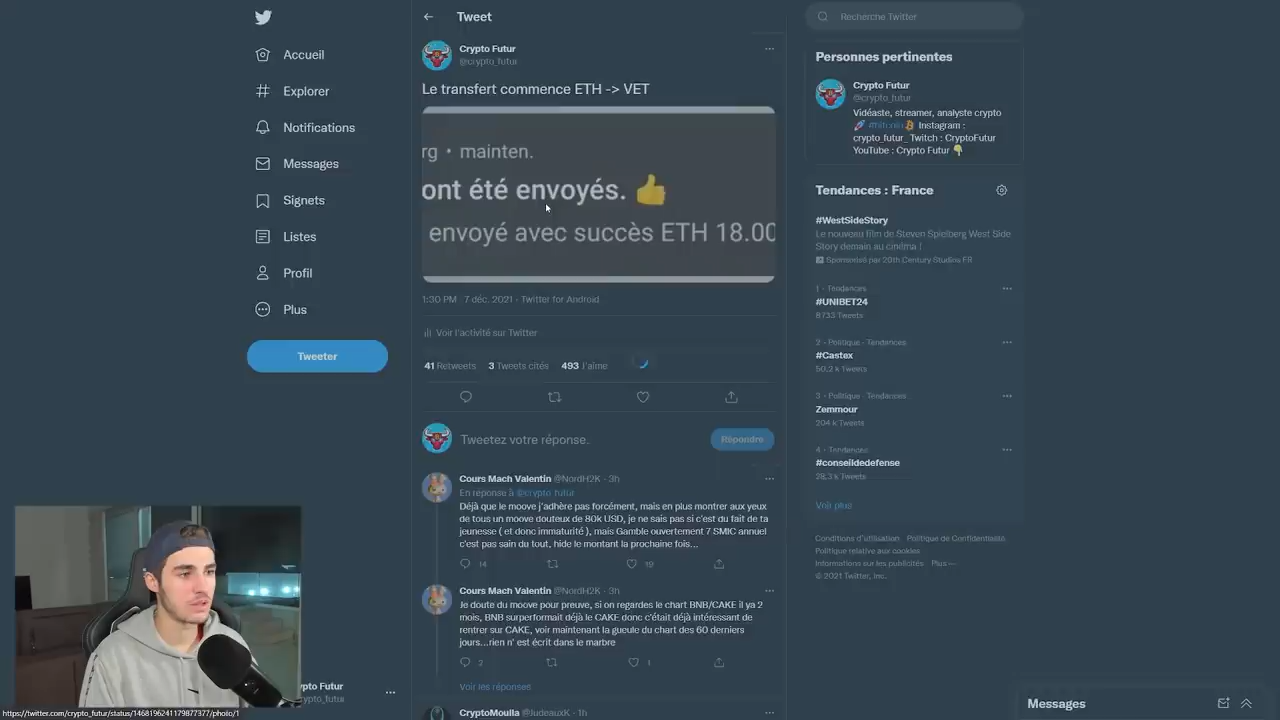 Tweet
Recherche Twitter
Accueil
Explorer
Notifications
Messages
Signets
Listes
Profil
Plus
Tweeter
Crypto Futur
@crypto_futur
Le transfert commence ETH -> VET
rg • mainten.
ont été envoyés. 👍
envoyé avec succès ETH 18.00
1:30 PM · 7 déc. 2021 · Twitter for Android
Voir l'activité sur Twitter
41 Retweets 3 Tweets cités 493 J'aime
Tweetez votre réponse.
Répondre
Cours Mach Valentin @NordH2K · 3h
En réponse à @crypto_futur
Déjà que le moove j'adhère pas forcément, mais en plus montrer aux yeux
de tous un moove douteux de 80k USD, je ne sais pas si c'est du fait de ta
jeunesse ( et donc immaturité ), mais Gamble ouvertement 7 SMIC annuel
c'est pas sain du tout, hide le montant la prochaine fois...
14
19
Cours Mach Valentin @NordH2K · 3h
Je doute du moove pour preuve, si on regardes le chart BNB/CAKE il ya 2
mois, BNB surperformait déjà le CAKE donc c'était déjà intéressant de
rentrer sur CAKE, voir maintenant la gueule du chart des 60 derniers
jours...rien n' est écrit dans le marbre
2
1
Voir les réponses
CryptoMoulla @JudeauxK · 1h
Personnes pertinentes
Crypto Futur
@crypto_futur
Vidéaste, streamer, analyste crypto
🚀 #bitcoin Instagram :
crypto_futur_ Twitch : CryptoFutur
YouTube : Crypto Futur 👇
Tendances : France
#WestSideStory
Le nouveau film de Steven Spielberg West Side
Story demain au cinéma !
Sponsorisé par 20th Century Studios FR
1 · Tendances
#UNIBET24
8733 Tweets
2 · Politique · Tendances
#Castex
50,2 k Tweets
3 · Politique · Tendances
Zemmour
204 k Tweets
4 · Tendances
#conseildedefense
28,3 k Tweets
Voir plus
Conditions d'utilisation Politique de Confidentialité
Politique relative aux cookies
Informations sur les publicités Plus
© 2021 Twitter, Inc.
pto Futur
pto_futur
Messages
https://twitter.com/crypto_futur/status/1468196241179877377/photo/1